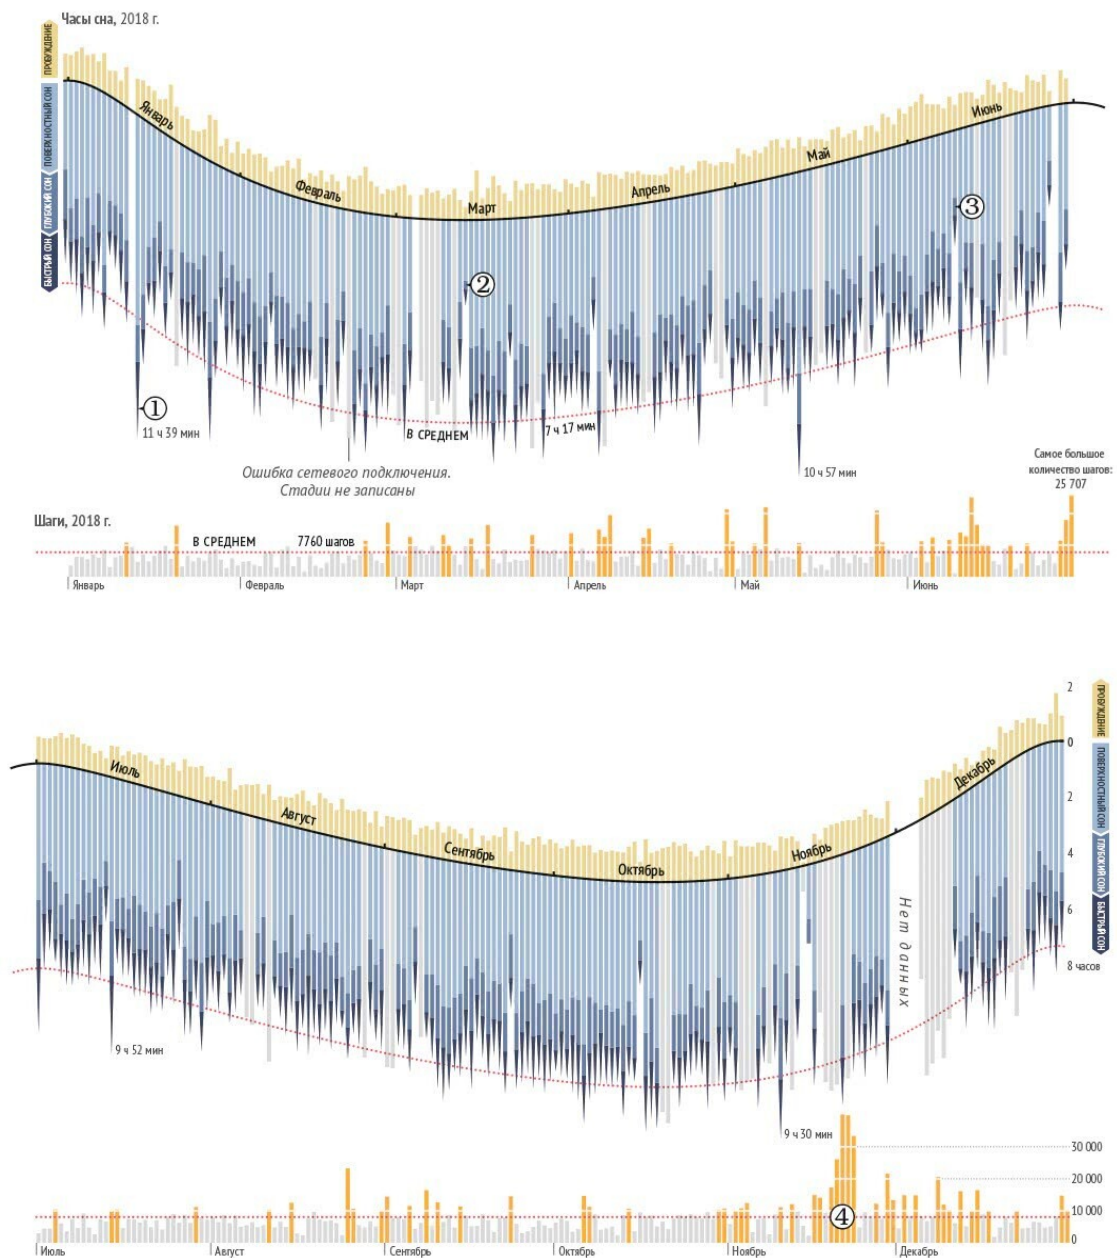 Часы сна, 2018 г.
ПРОБУЖДЕНИЕ
ПОВЕРХНОСТНЫЙ СОН
ГЛУБОКИЙ СОН
БЫСТРЫЙ СОН
Январь
Февраль
Март
Апрель
Май
Июнь
1
11 ч 39 мин
2
3
В СРЕДНЕМ
7 ч 17 мин
10 ч 57 мин
Ошибка сетевого подключения.
Стадии не записаны
Самое большое
количество шагов:
25 707
Шаги, 2018 г.
В СРЕДНЕМ 7760 шагов
Январь Февраль Март Апрель Май Июнь
2
0
2
4
6
8 часов
ПРОБУЖДЕНИЕ
ПОВЕРХНОСТНЫЙ СОН
ГЛУБОКИЙ СОН
БЫСТРЫЙ СОН
Июль
Август
Сентябрь
Октябрь
Ноябрь
Декабрь
Нет данных
9 ч 52 мин
9 ч 30 мин
30 000
20 000
10 000
0
4
Июль Август Сентябрь Октябрь Ноябрь Декабрь